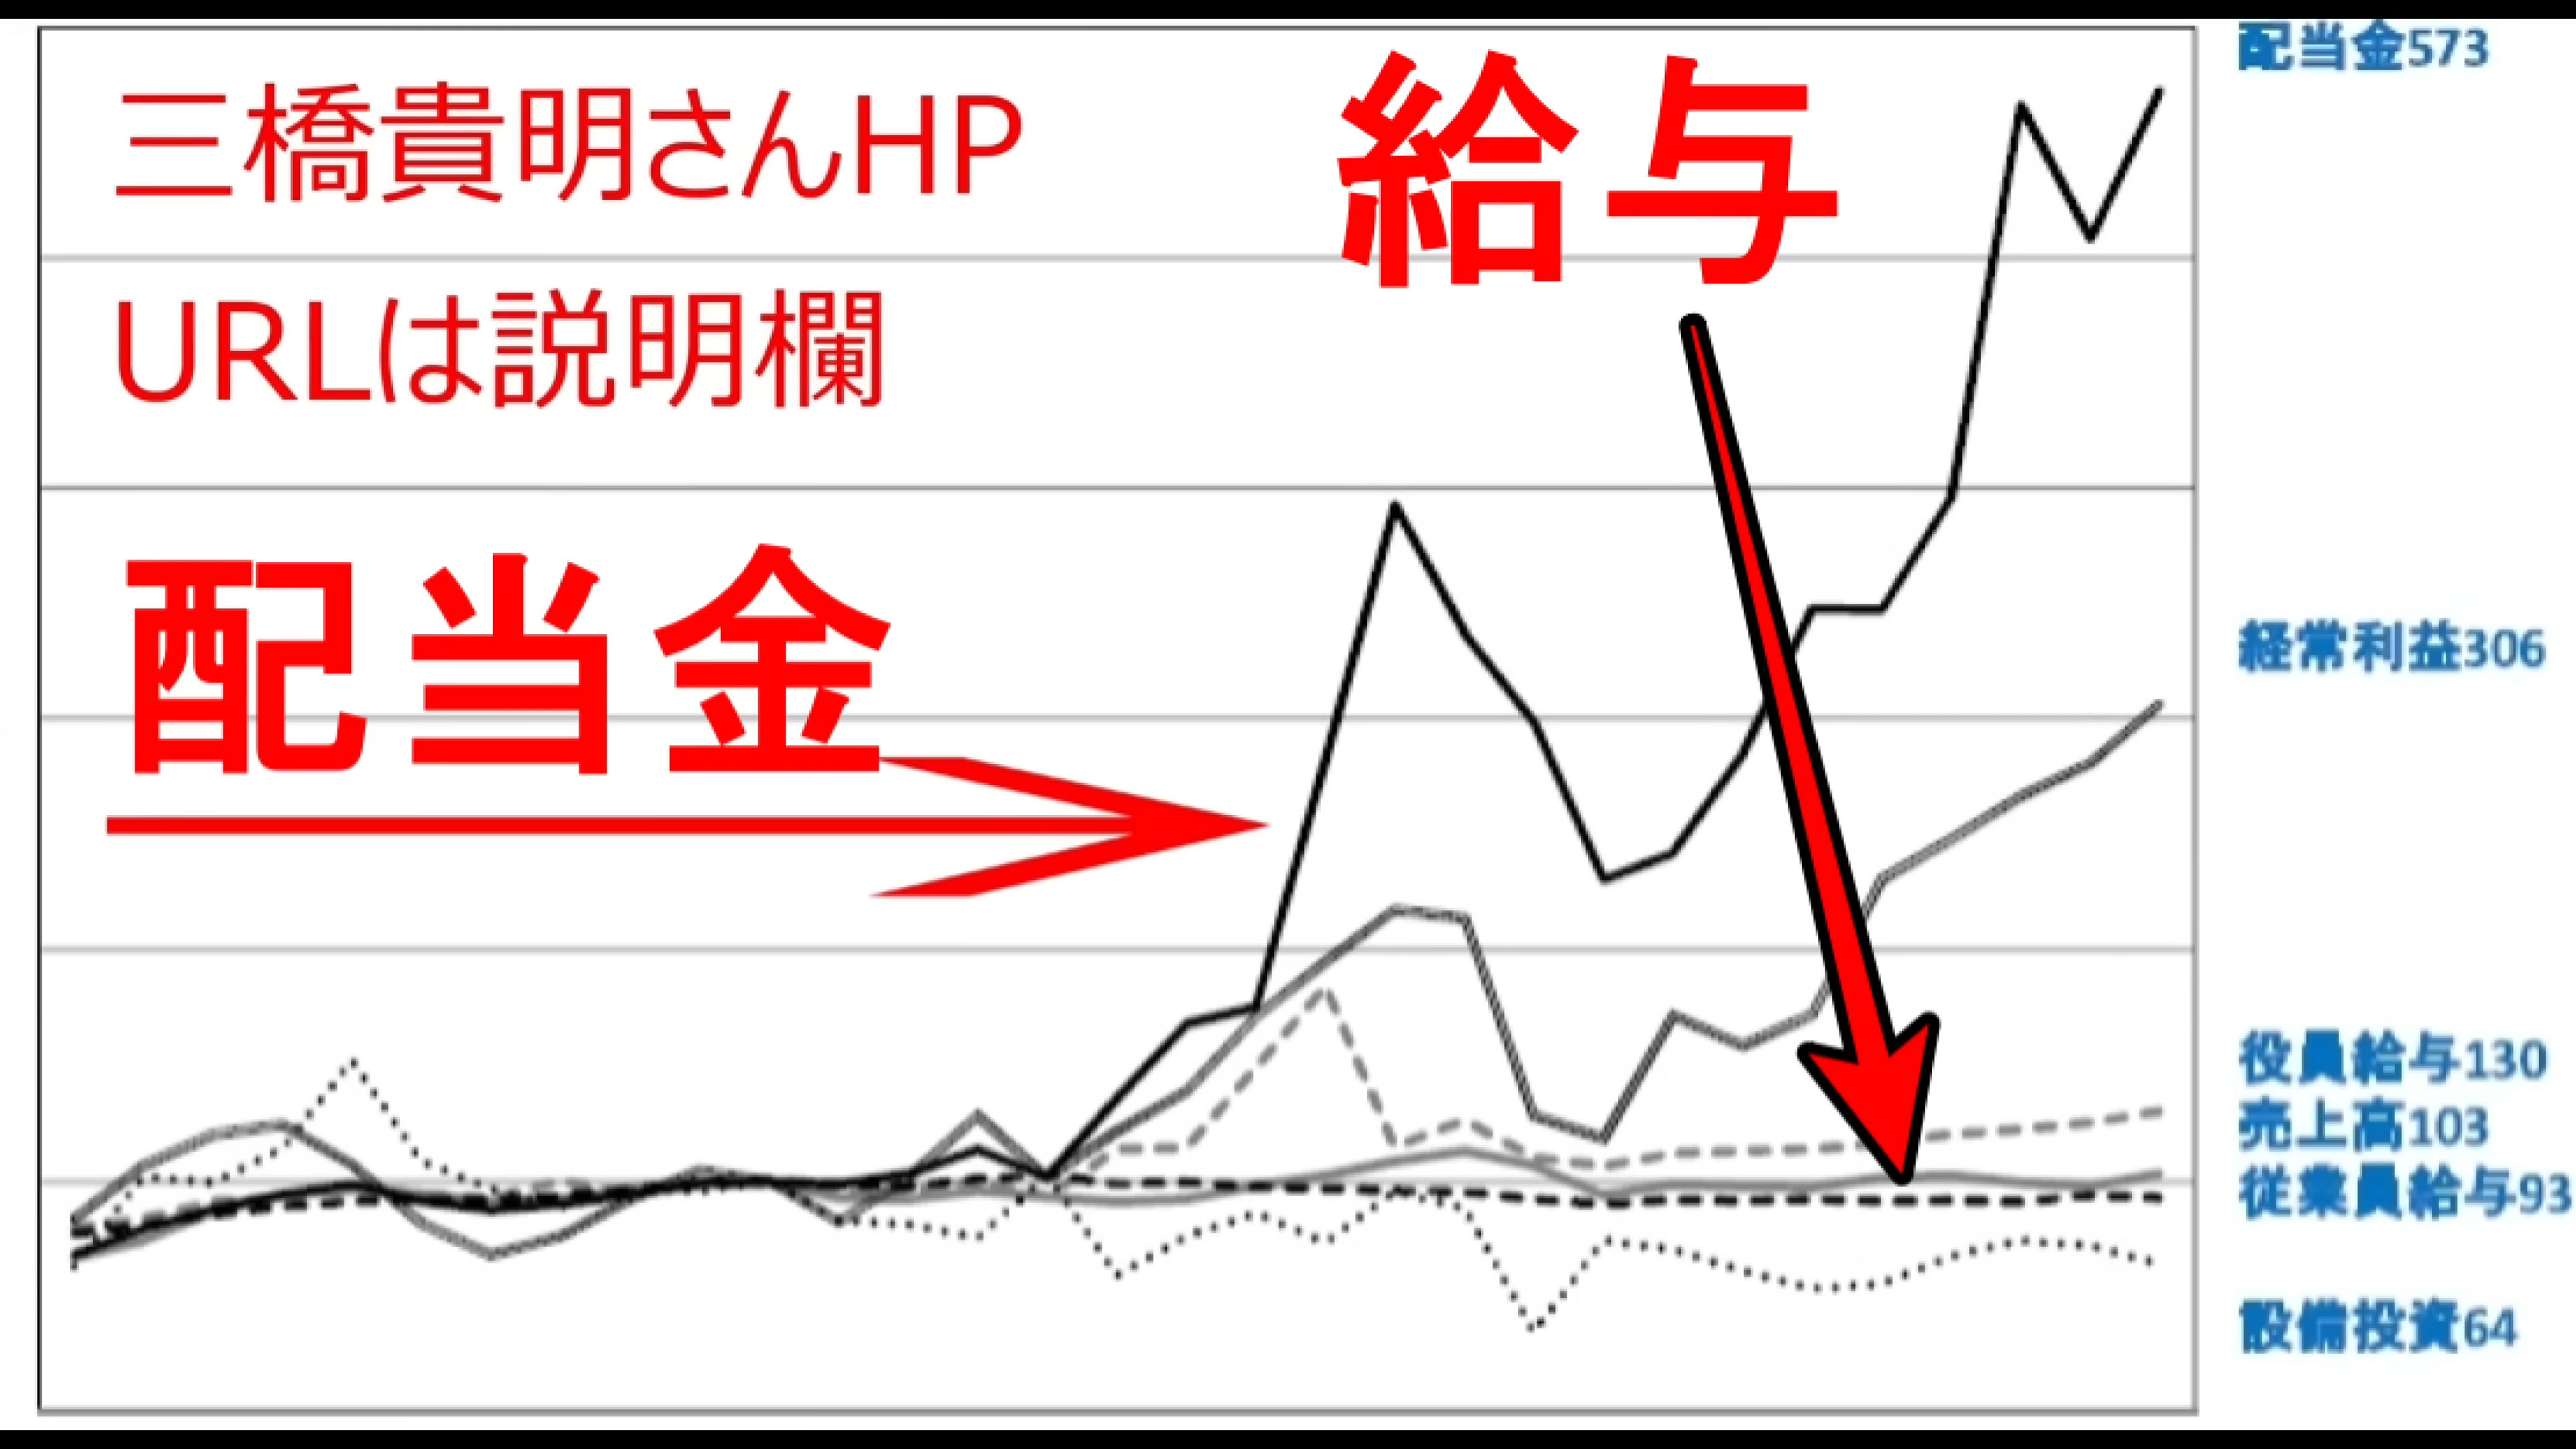 三橋貴明さんHP
URLは説明欄
給与
配当金
配当金573
経常利益306
役員給与130
売上高103
従業員給与93
設備投資64